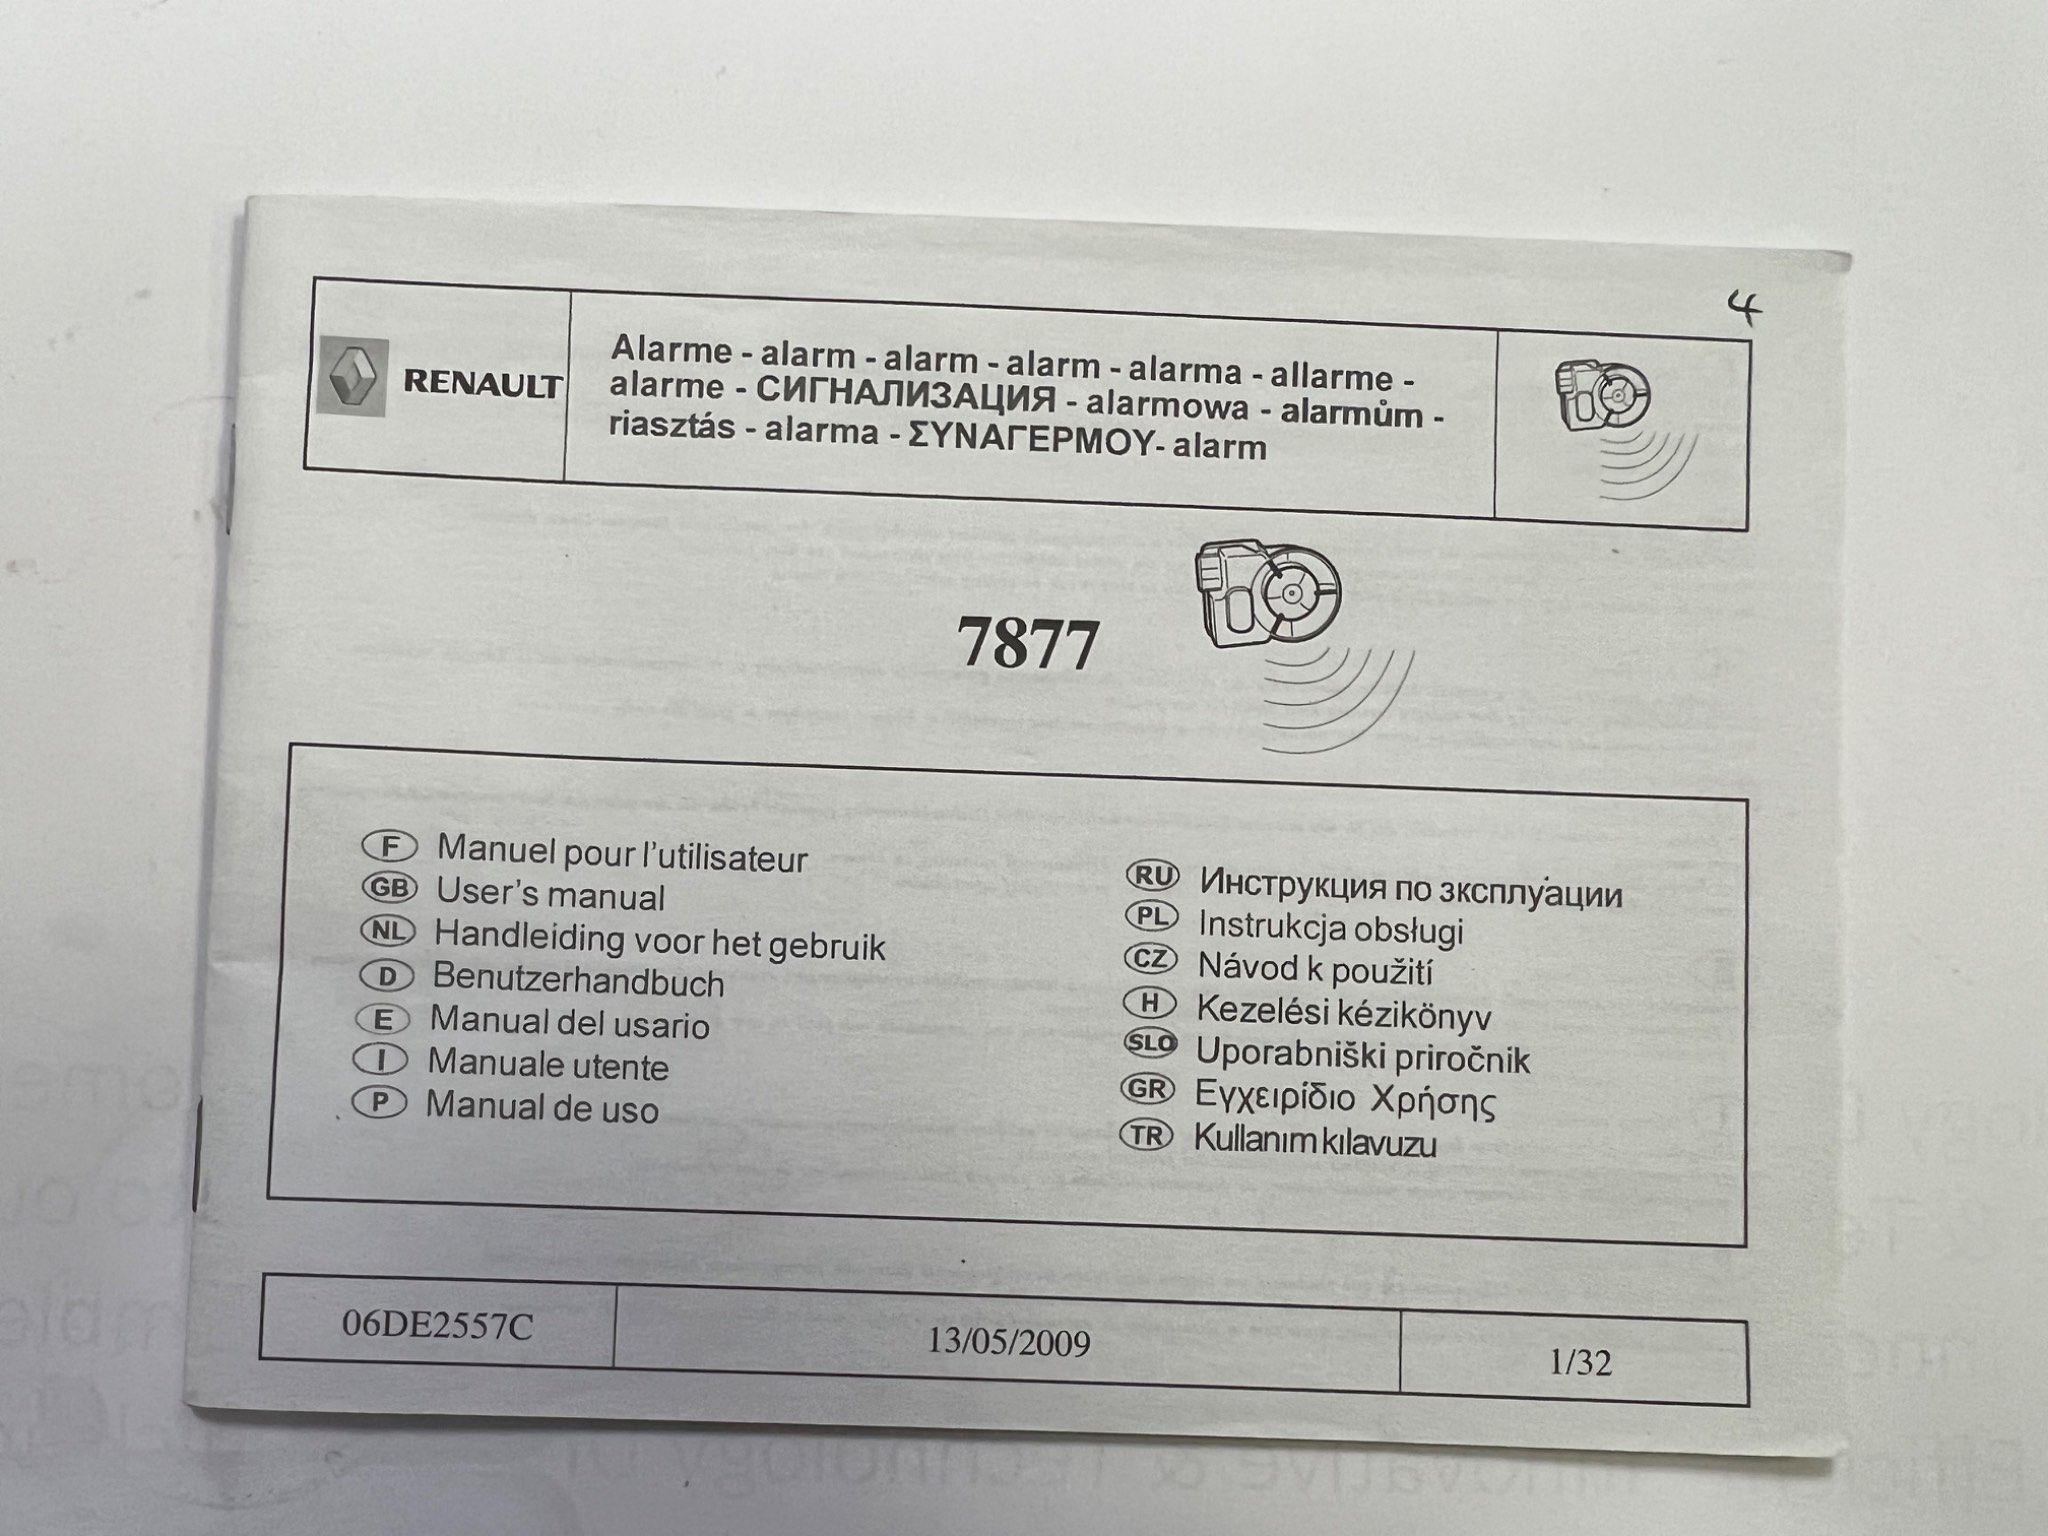 4
RENAULT
Alarme - alarm - alarm - alarm - alarma - allarme -
alarme - СИГНАЛИЗАЦИЯ - alarmowa - alarmům -
riasztás - alarma - ΣΥΝΑΓΕΡΜΟΥ- alarm
7877
F Manuel pour l'utilisateur
GB User's manual
NL Handleiding voor het gebruik
D Benutzerhandbuch
E Manual del usario
I Manuale utente
P Manual de uso
RU Инструкция по зксплуации
PL Instrukcja obsługi
CZ Návod k použití
H Kezelési kézikönyv
SLO Uporabniški priročnik
GR Εγχειρίδιο Χρήσης
TR Kullanım kılavuzu
06DE2557C
13/05/2009
1/32